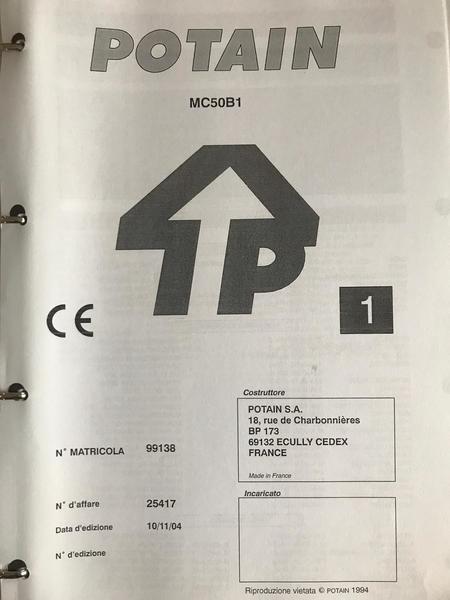 POTAIN
MC50B1
P
CE
1
Costruttore
POTAIN S.A.
18, rue de Charbonnières
BP 173
69132 ECULLY CEDEX
FRANCE
Made in France
N° MATRICOLA 99138
Incaricato
N° d'affare 25417
Data d'edizione 10/11/04
N° d'edizione
Riproduzione vietata © POTAIN 1994